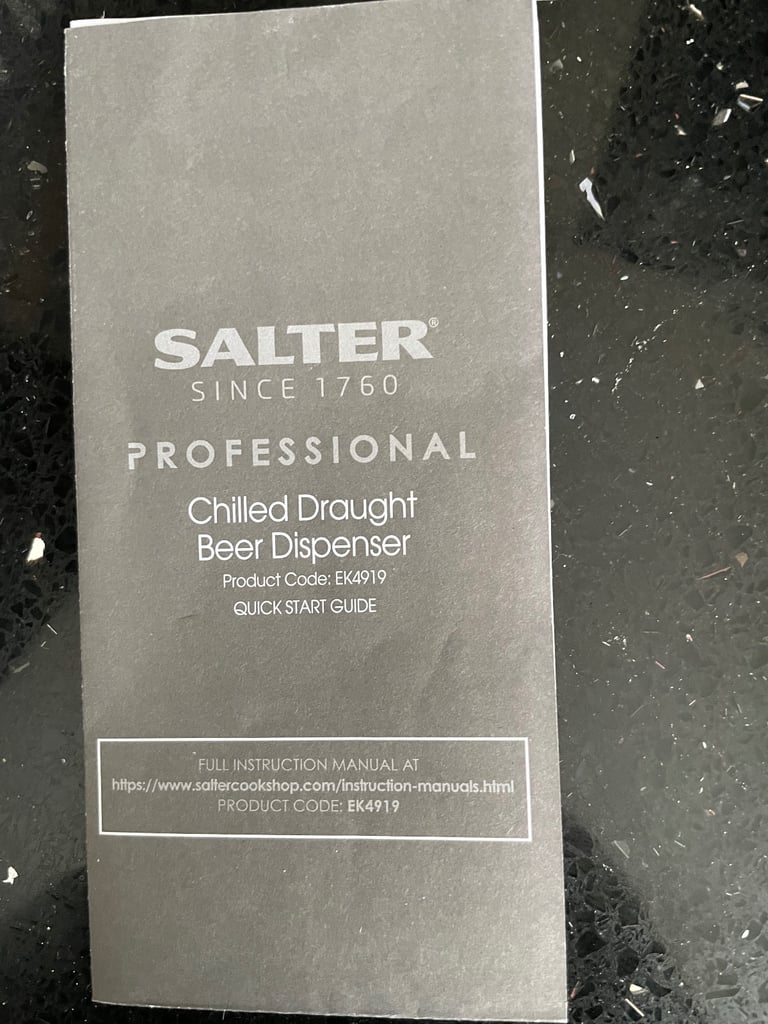 SALTER®
SINCE 1760
PROFESSIONAL
Chilled Draught
Beer Dispenser
Product Code: EK4919
QUICK START GUIDE
FULL INSTRUCTION MANUAL AT
https://www.saltercookshop.com/instruction-manuals.html
PRODUCT CODE: EK4919